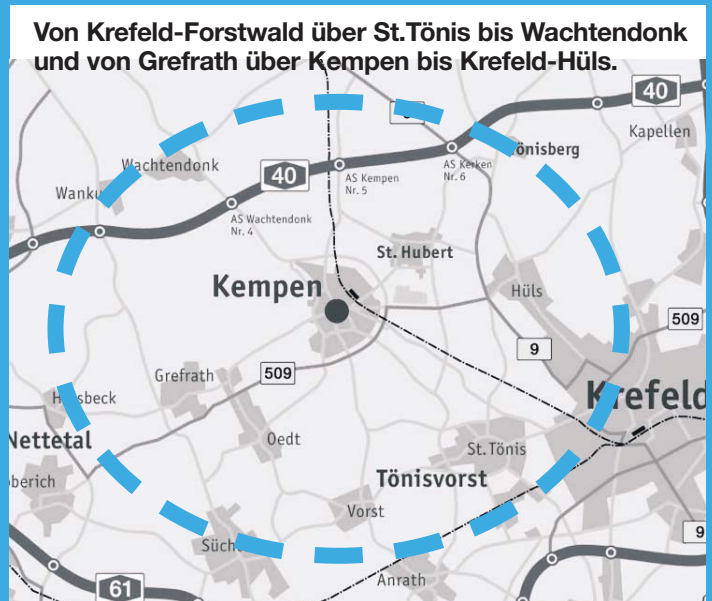 Von Krefeld-Forstwald über St.Tönis bis Wachtendonk
und von Grefrath über Kempen bis Krefeld-Hüls.
40
Kapellen
Tönisberg
Wachtendonk
40
AS Kempen
Nr. 5
AS Kerken
Nr. 6
AS Wachtendonk
Nr. 4
St. Hubert
Kempen
Hüls
509
9
Grefrath
509
Krefeld
Nettetal
Oedt
St. Tönis
Tönisvorst
Vorst
9
Anrath
61